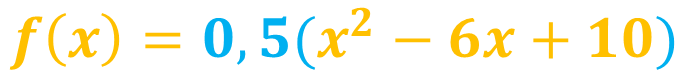 f(x) = 0,5(x² − 6x + 10)